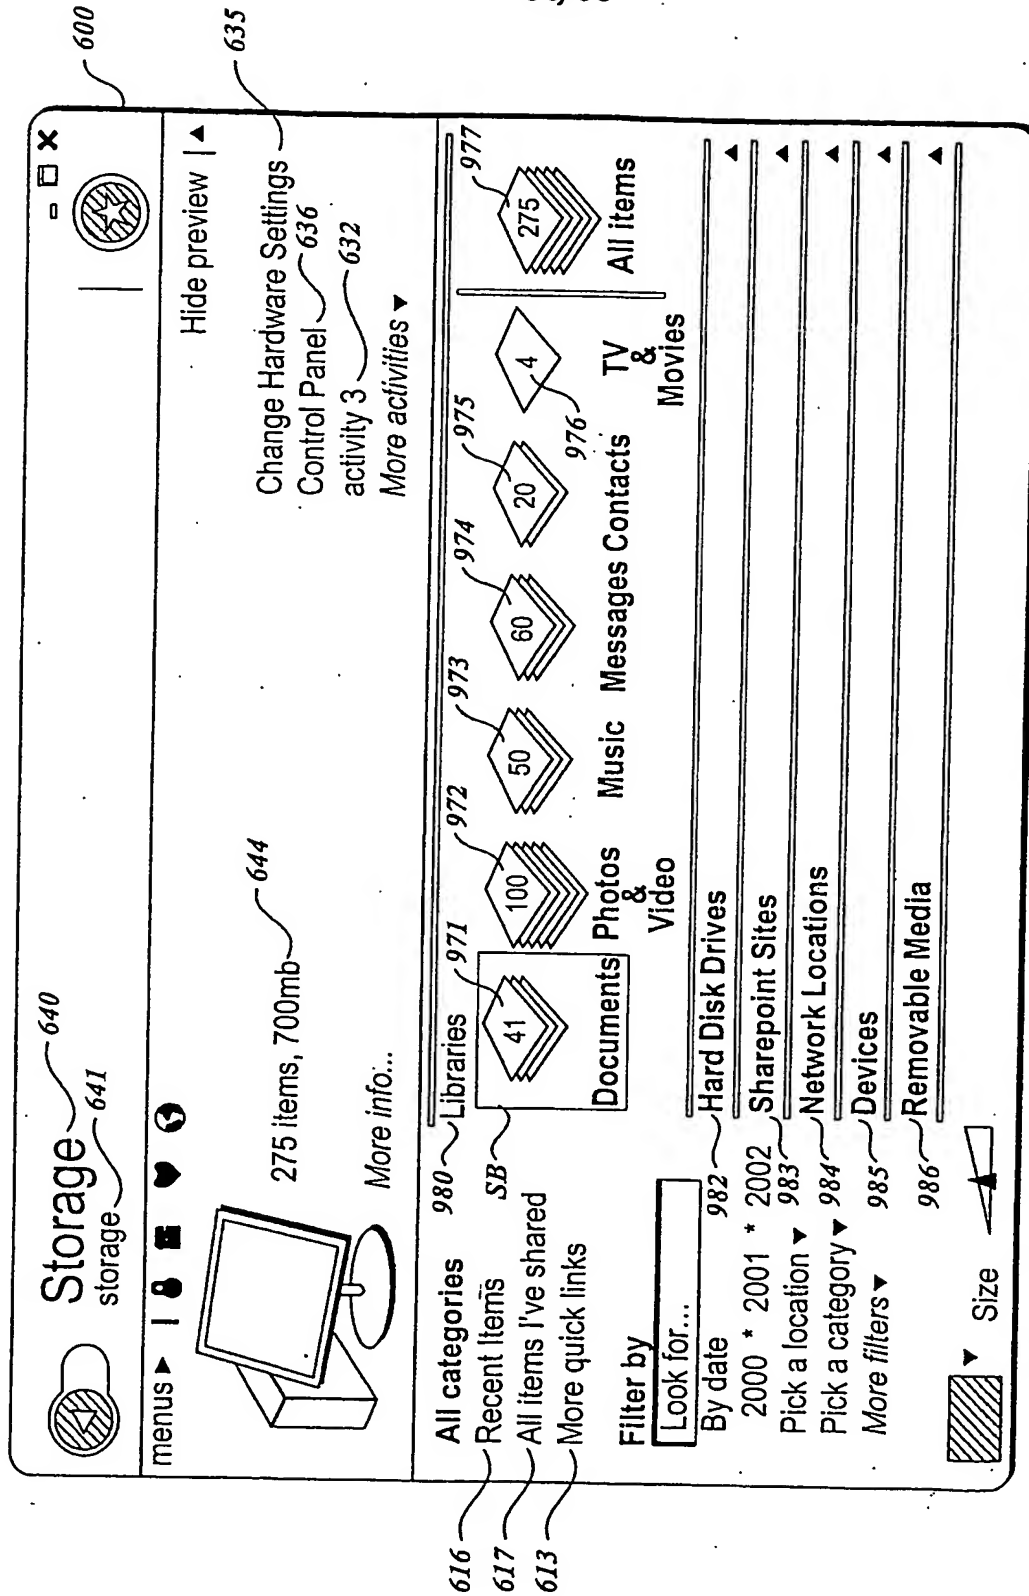 600
Storage 640
storage 641
menus
Hide preview
635
275 items, 700mb 644
More info...
Change Hardware Settings
Control Panel 636
activity 3 632
More activities
All categories
616 Recent Items
617 All items I've shared
613 More quick links
Filter by
Look for...
By date
2000 * 2001 * 2002
Pick a location
Pick a category
More filters
Size
980 Libraries
SB
971 972 973 974 975 976 977
41 100 50 60 20 4 275
Documents Photos & Video Music Messages Contacts TV & Movies All items
982 Hard Disk Drives
983 Sharepoint Sites
984 Network Locations
985 Devices
986 Removable Media